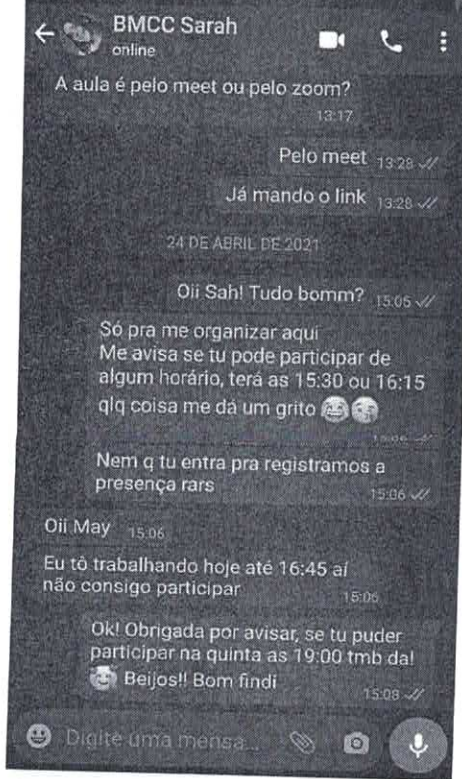 BMCC Sarah
online
A aula é pelo meet ou pelo zoom?
13:17
Pelo meet 13:28
Já mando o link 13:28
24 DE ABRIL DE 2021
Oii Sah! Tudo bomm? 15:05
Só pra me organizar aqui
Me avisa se tu pode participar de
algum horário, terá as 15:30 ou 16:15
qlq coisa me dá um grito
15:06
Nem q tu entra pra registramos a
presença rars
15:06
Oii May 15:06
Eu tô trabalhando hoje até 16:45 aí
não consigo participar
15:06
Ok! Obrigada por avisar, se tu puder
participar na quinta as 19:00 tmb da!
Beijos!! Bom findi
15:08
Digite uma mensa...